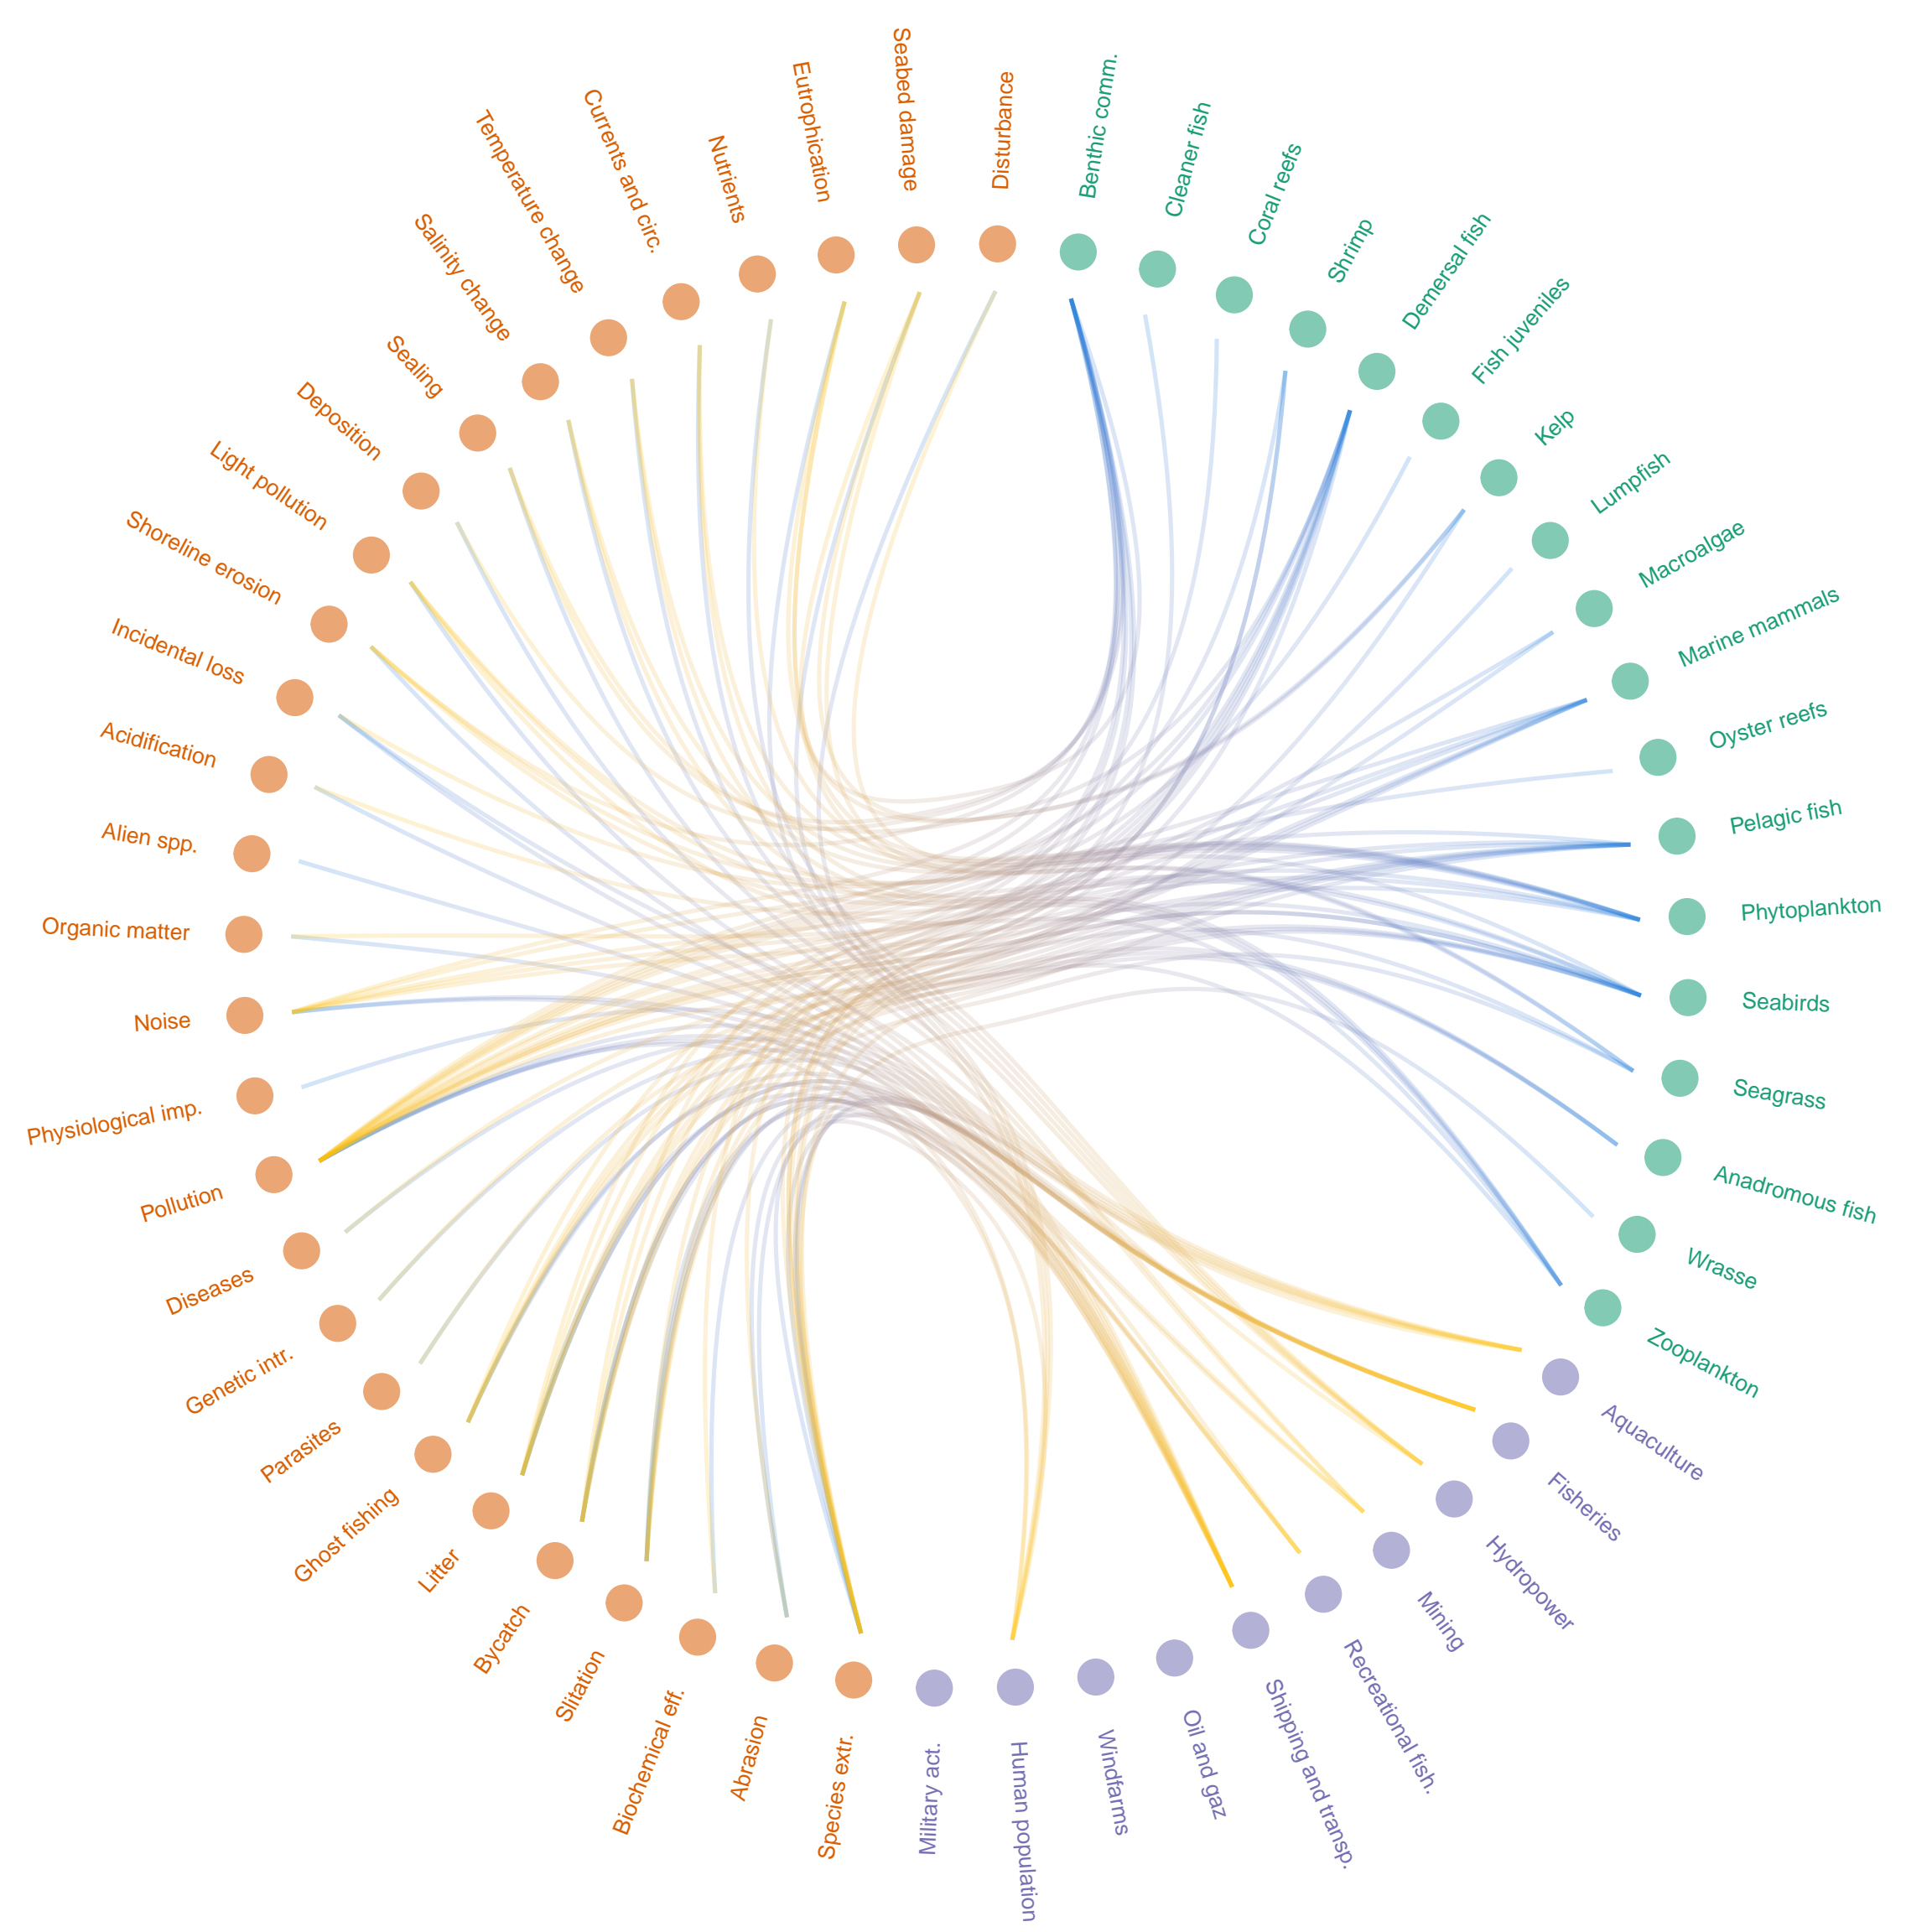 Disturbance
Benthic comm.
Cleaner fish
Coral reefs
Shrimp
Demersal fish
Fish juveniles
Kelp
Lumpfish
Macroalgae
Marine mammals
Oyster reefs
Pelagic fish
Phytoplankton
Seabirds
Seagrass
Anadromous fish
Wrasse
Zooplankton
Aquaculture
Fisheries
Hydropower
Mining
Recreational fish.
Shipping and transp.
Oil and gaz
Windfarms
Human population
Military act.
Species extr.
Abrasion
Biochemical eff.
Slitation
Bycatch
Litter
Ghost fishing
Parasites
Genetic intr.
Diseases
Pollution
Physiological imp.
Noise
Organic matter
Alien spp.
Acidification
Incidental loss
Shoreline erosion
Light pollution
Deposition
Sealing
Salinity change
Temperature change
Currents and circ.
Nutrients
Eutrophication
Seabed damage